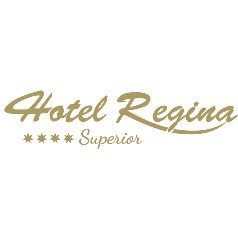 Hotel Regina
**** Superior